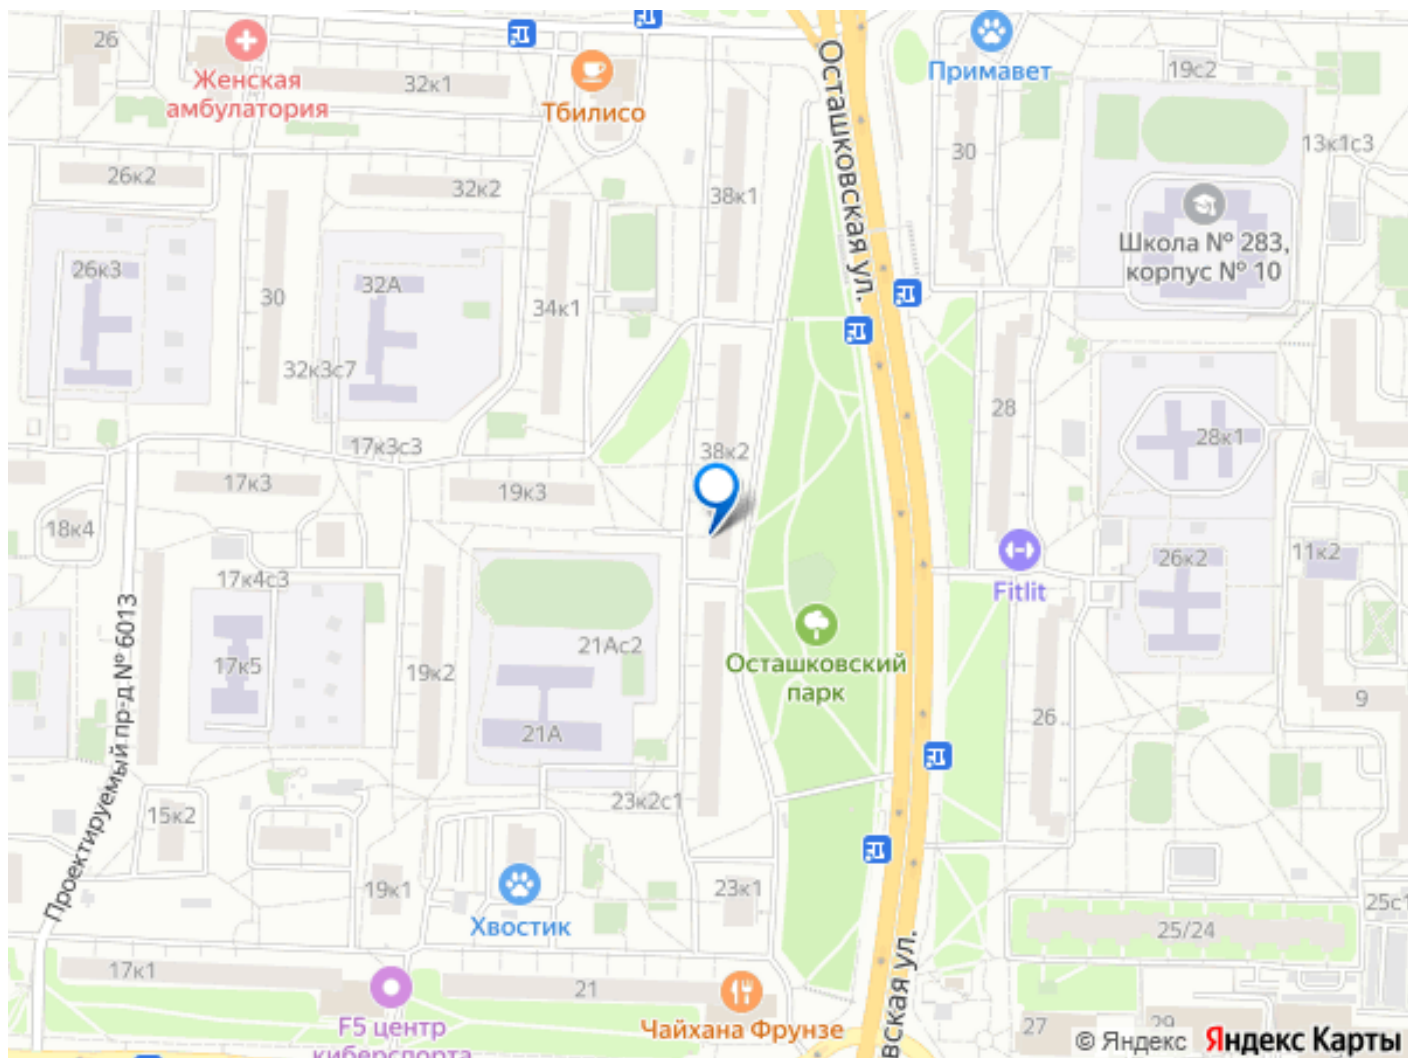 26
Женская
амбулатория
32к1
Тбилисо
Осташковская ул.
Примавет
19с2
30
13к1с3
26к2
32к2
38к1
Школа № 283,
корпус № 10
26к3
32А
30
34к1
32к3с7
28
17к3с3
38к2
28к1
17к3
19к3
18к4
17к4с3
Fitlit
26к2
11к2
Проектируемый пр-д № 6013
17к5
19к2
21Ас2
Осташковский
парк
21А
26
9
15к2
23к2с1
19к1
Хвостик
23к1
25с1
25/24
17к1
21
вская ул.
F5 центр
киберспорта
Чайхана Фрунзе
27
29
© Яндекс Яндекс Карты